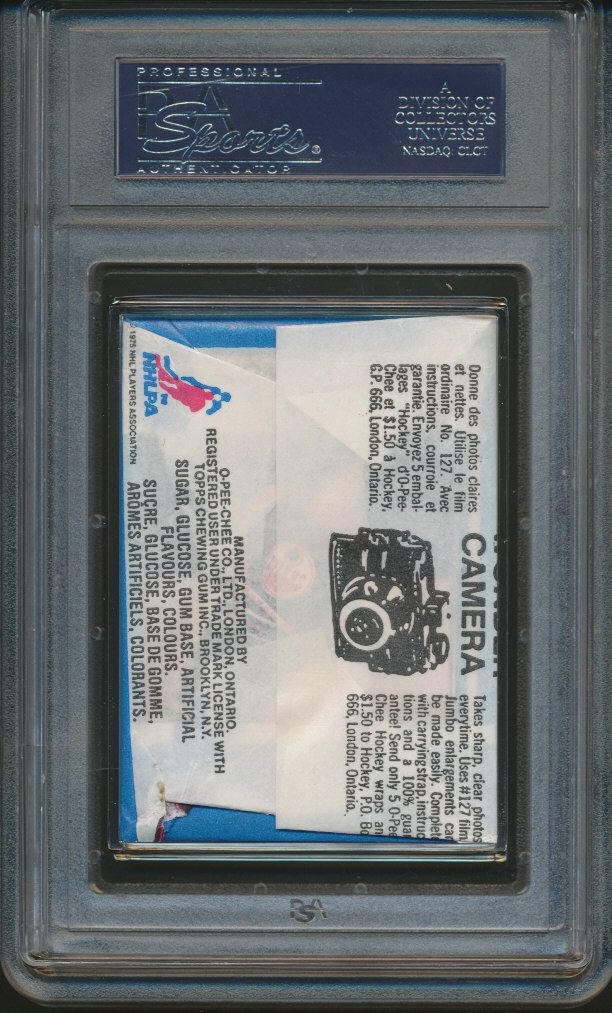 PROFESSIONAL
PSA
Sports®
AUTHENTICATOR
A
DIVISION OF
COLLECTORS
UNIVERSE
NASDAQ: CLCT
Donne des photos claires
et nettes. Utilise le film
ordinaire No. 127. Avec
instructions, courroie et
garantie. Envoyez 5 embal-
lages "Hockey" d'O-Pee-
Chee et $1.50 à Hockey,
G.P. 666, London, Ontario.
CAMERA
Takes sharp, clear photos
everytime. Uses #127 film
Jumbo enlargements ca
be made easily. Complet
with carrying strap, instruc
tions and a 100% gua
antee! Send only 5 O-Pee
Chee Hockey wraps an
$1.50 to Hockey, P.O. Bo
666, London, Ontario.
MANUFACTURED BY
O-PEE-CHEE CO., LTD., LONDON, ONTARIO.
REGISTERED USER UNDER TRADE MARK LICENSE WITH
TOPPS CHEWING GUM INC., BROOKLYN, N.Y.
SUGAR, GLUCOSE, GUM BASE, ARTIFICIAL
FLAVOURS, COLOURS.
SUCRE, GLUCOSE, BASE DE GOMME,
ARÔMES ARTIFICIELS, COLORANTS.
NHLPA
TM
© 1975 NHL PLAYERS ASSOCIATION
PSA